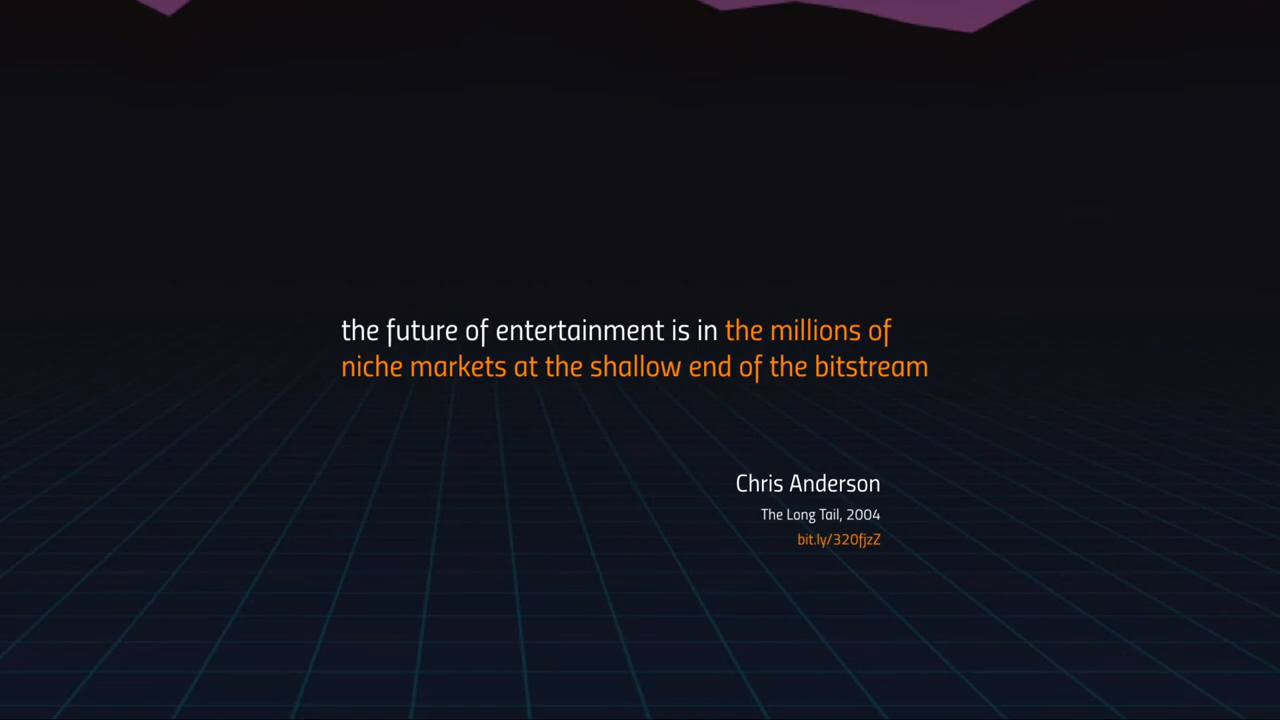 the future of entertainment is in the millions of
niche markets at the shallow end of the bitstream
Chris Anderson
The Long Tail, 2004
bit.ly/320fjzZ